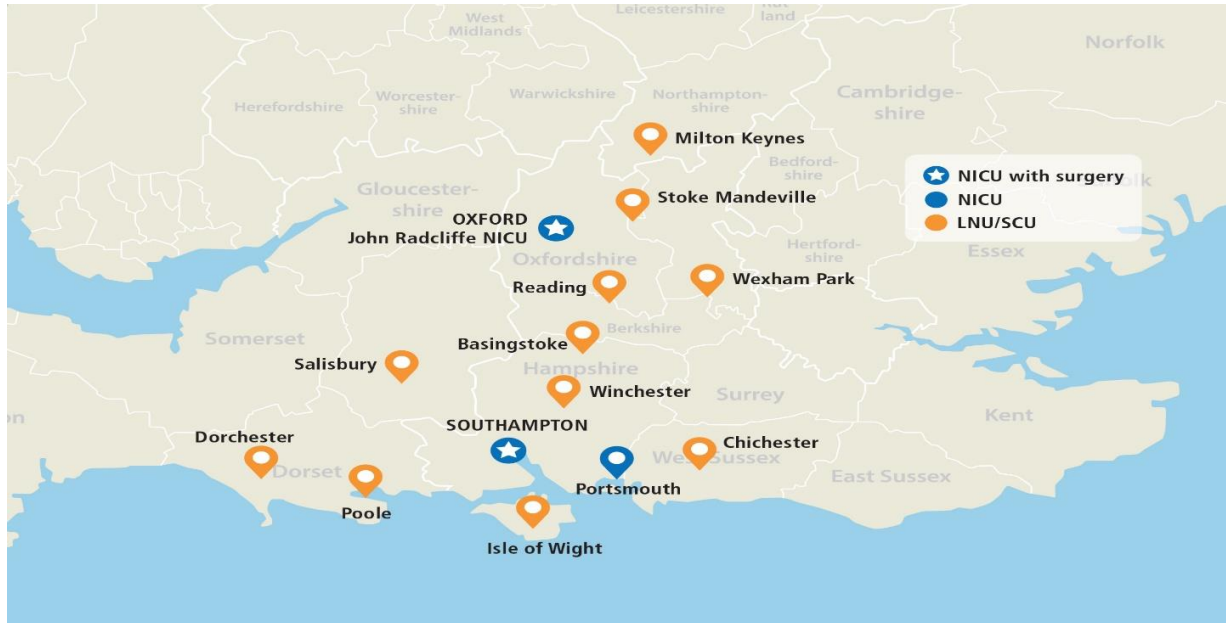 West
Midlands
Leicestershire
Rut
land
Norfolk
Herefordshire
Worcester-
shire
Warwickshire
Northampton-
shire
Cambridge-
shire
Milton Keynes
Bedford-
shire
NICU with surgery
NICU
LNU/SCU
Gloucester-
shire
Stoke Mandeville
OXFORD
John Radcliffe NICU
Oxfordshire
Hertford-
shire
Essex
Reading
Wexham Park
Somerset
Basingstoke
Berkshire
Salisbury
Hampshire
Winchester
Surrey
Kent
on
SOUTHAMPTON
Dorchester
Dorset
Chichester
West Sussex
East Sussex
Portsmouth
Poole
Isle of Wight